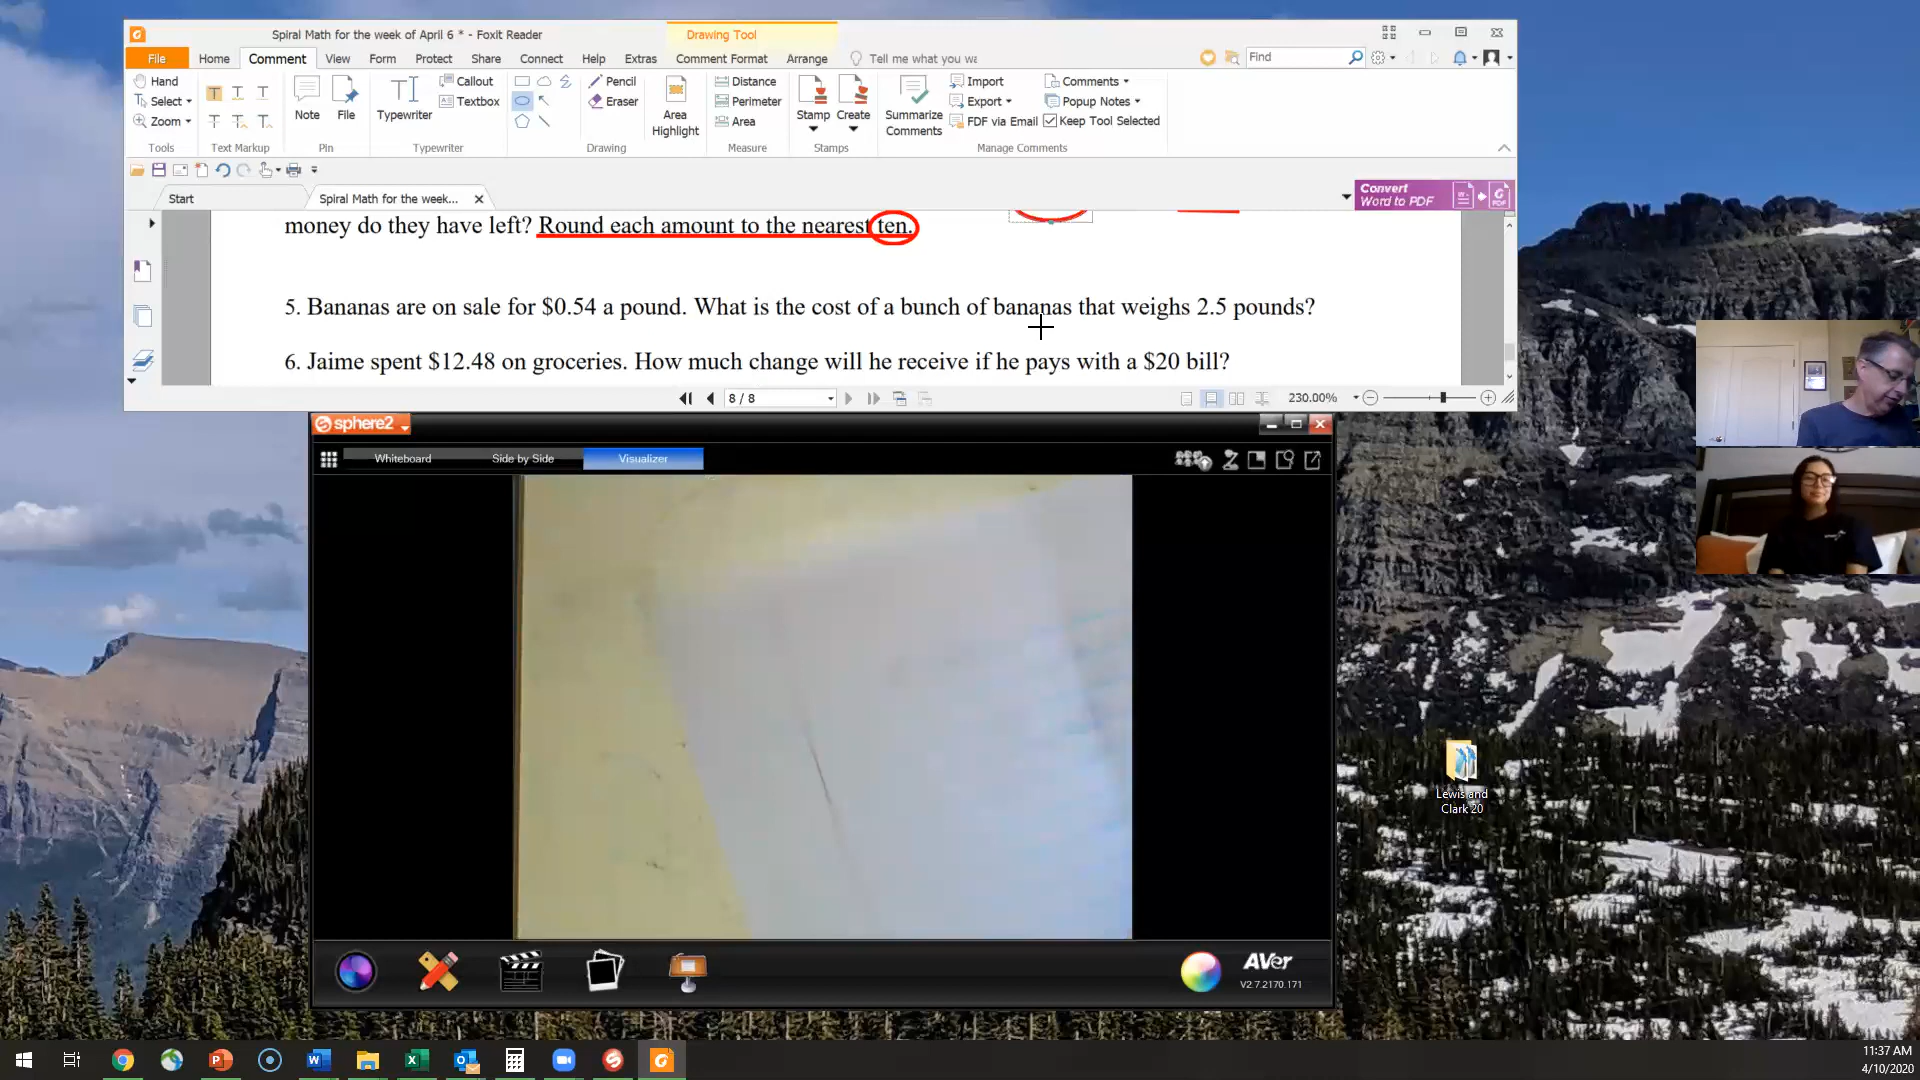 Spiral Math for the week of April 6 * - Foxit Reader
Drawing Tool
File Home Comment View Form Protect Share Connect Help Extras Comment Format Arrange Tell me what you wa Find
Hand
Select
Zoom
Tools
Text Markup
Note
File
Pin
Typewriter
Callout
Textbox
Typewriter
Pencil
Eraser
Drawing
Area Highlight
Distance
Perimeter
Area
Measure
Stamp
Create
Stamps
Summarize Comments
Import
Export
FDF via Email
Comments
Popup Notes
Keep Tool Selected
Manage Comments
Start
Spiral Math for the week...
Convert
Word to PDF
money do they have left? Round each amount to the nearest ten.
5. Bananas are on sale for $0.54 a pound. What is the cost of a bunch of bananas that weighs 2.5 pounds?
6. Jaime spent $12.48 on groceries. How much change will he receive if he pays with a $20 bill?
8 / 8
230.00%
sphere2
Whiteboard Side by Side Visualizer
AVer
V2.7.2170.171
Lewis and
Clark 20
11:37 AM
4/10/2020